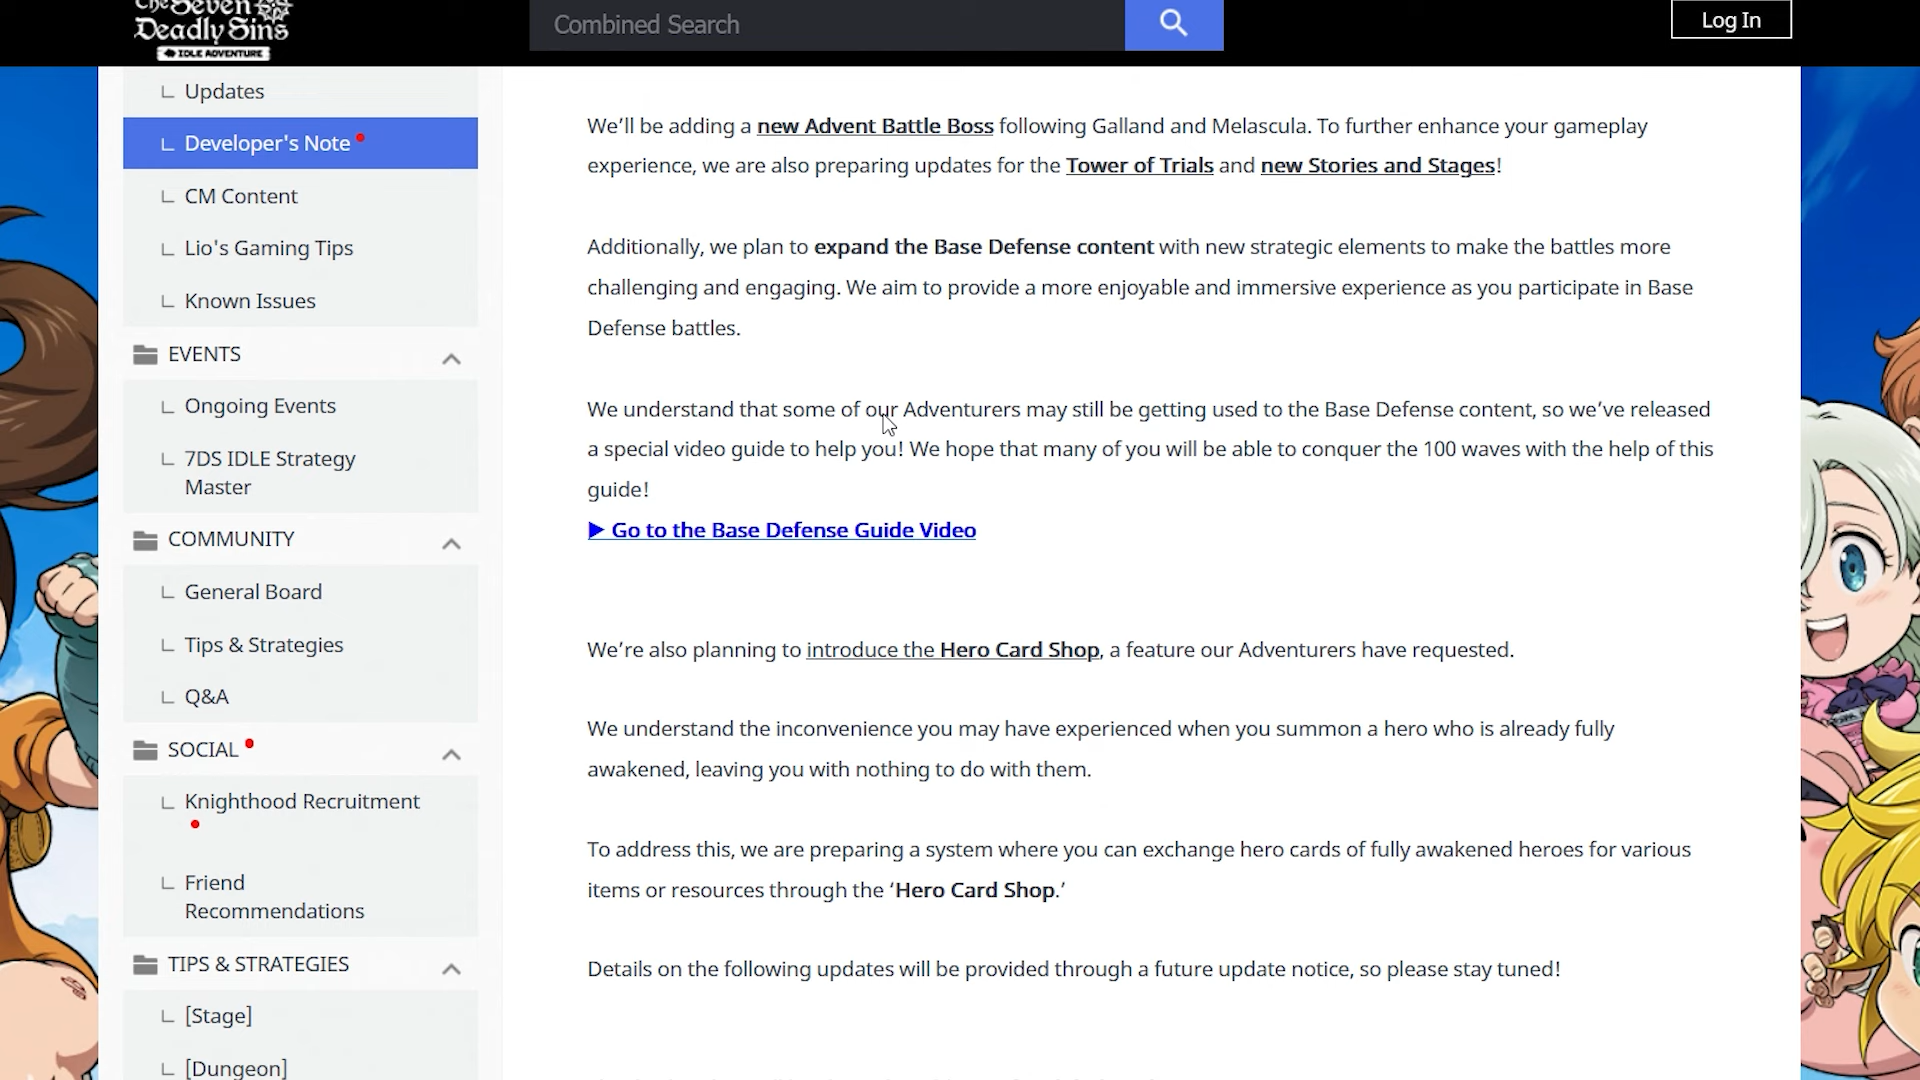 The Seven
Deadly Sins
IDLE ADVENTURE
Combined Search
Log In
Updates
Developer's Note
CM Content
Lio's Gaming Tips
Known Issues
EVENTS
Ongoing Events
7DS IDLE Strategy
Master
COMMUNITY
General Board
Tips & Strategies
Q&A
SOCIAL
Knighthood Recruitment
Friend
Recommendations
TIPS & STRATEGIES
[Stage]
[Dungeon]
We’ll be adding a new Advent Battle Boss following Galland and Melascula. To further enhance your gameplay
experience, we are also preparing updates for the Tower of Trials and new Stories and Stages!
Additionally, we plan to expand the Base Defense content with new strategic elements to make the battles more
challenging and engaging. We aim to provide a more enjoyable and immersive experience as you participate in Base
Defense battles.
We understand that some of our Adventurers may still be getting used to the Base Defense content, so we’ve released
a special video guide to help you! We hope that many of you will be able to conquer the 100 waves with the help of this
guide!
▶ Go to the Base Defense Guide Video
We’re also planning to introduce the Hero Card Shop, a feature our Adventurers have requested.
We understand the inconvenience you may have experienced when you summon a hero who is already fully
awakened, leaving you with nothing to do with them.
To address this, we are preparing a system where you can exchange hero cards of fully awakened heroes for various
items or resources through the ‘Hero Card Shop.’
Details on the following updates will be provided through a future update notice, so please stay tuned!